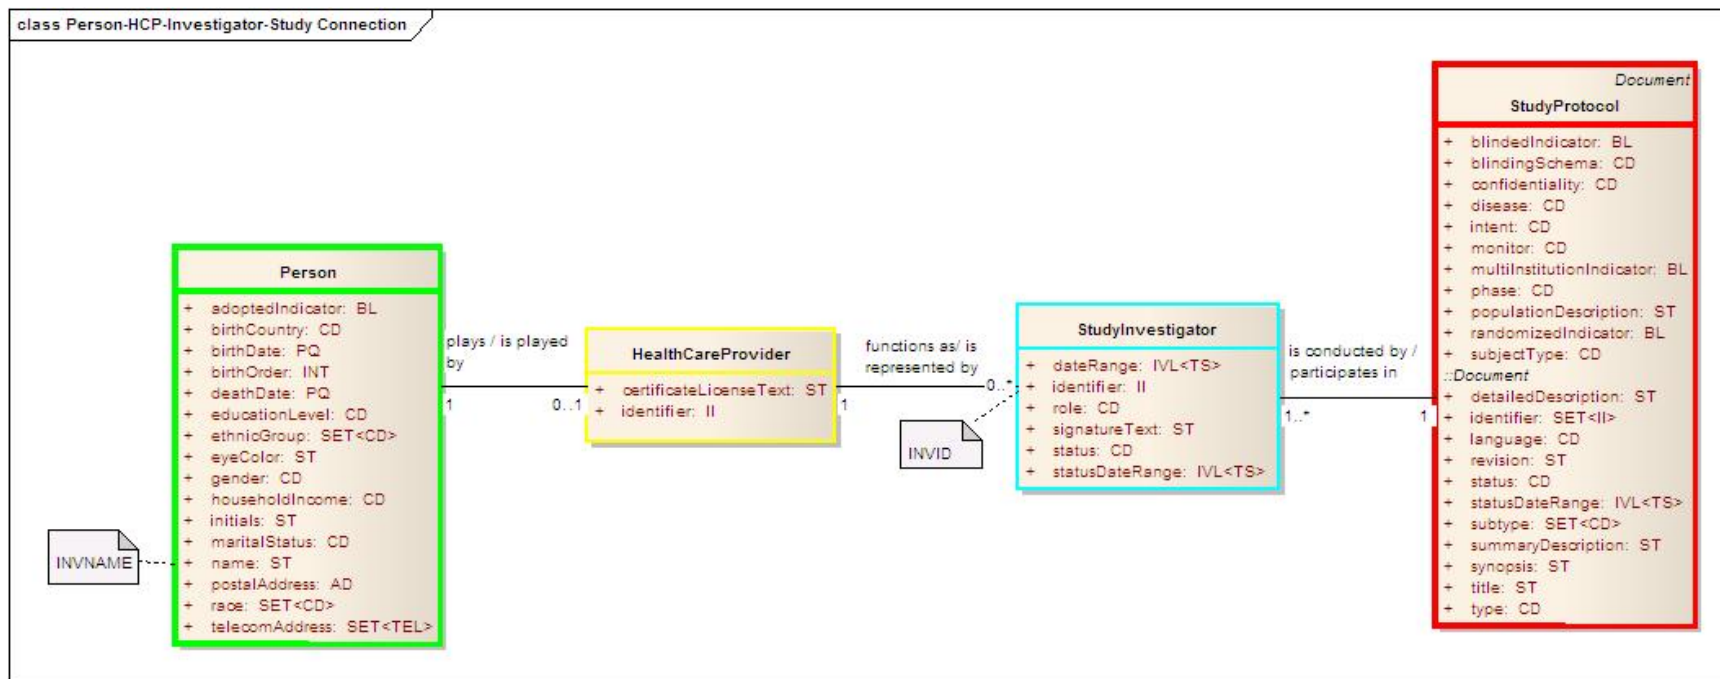 class Person-HCP-Investigator-Study Connection
Person
+ adoptedIndicator: BL
+ birthCountry: CD
+ birthDate: PQ
+ birthOrder: INT
+ deathDate: PQ
+ educationLevel: CD
+ ethnicGroup: SET<CD>
+ eyeColor: ST
+ gender: CD
+ householdIncome: CD
+ initials: ST
+ maritalStatus: CD
+ name: ST
+ postalAddress: AD
+ race: SET<CD>
+ telecomAddress: SET<TEL>
INVNAME
plays / is played
by
1
0..1
HealthCareProvider
+ certificateLicenseText: ST
+ identifier: II
functions as/ is
represented by
1
0..*
INVID
StudyInvestigator
+ dateRange: IVL<TS>
+ identifier: II
+ role: CD
+ signatureText: ST
+ status: CD
+ statusDateRange: IVL<TS>
is conducted by /
participates in
1..*
1
Document
StudyProtocol
+ blindedIndicator: BL
+ blindingSchema: CD
+ confidentiality: CD
+ disease: CD
+ intent: CD
+ monitor: CD
+ multiInstitutionIndicator: BL
+ phase: CD
+ populationDescription: ST
+ randomizedIndicator: BL
+ subjectType: CD
::Document
+ detailedDescription: ST
+ identifier: SET<II>
+ language: CD
+ revision: ST
+ status: CD
+ statusDateRange: IVL<TS>
+ subtype: SET<CD>
+ summaryDescription: ST
+ synopsis: ST
+ title: ST
+ type: CD